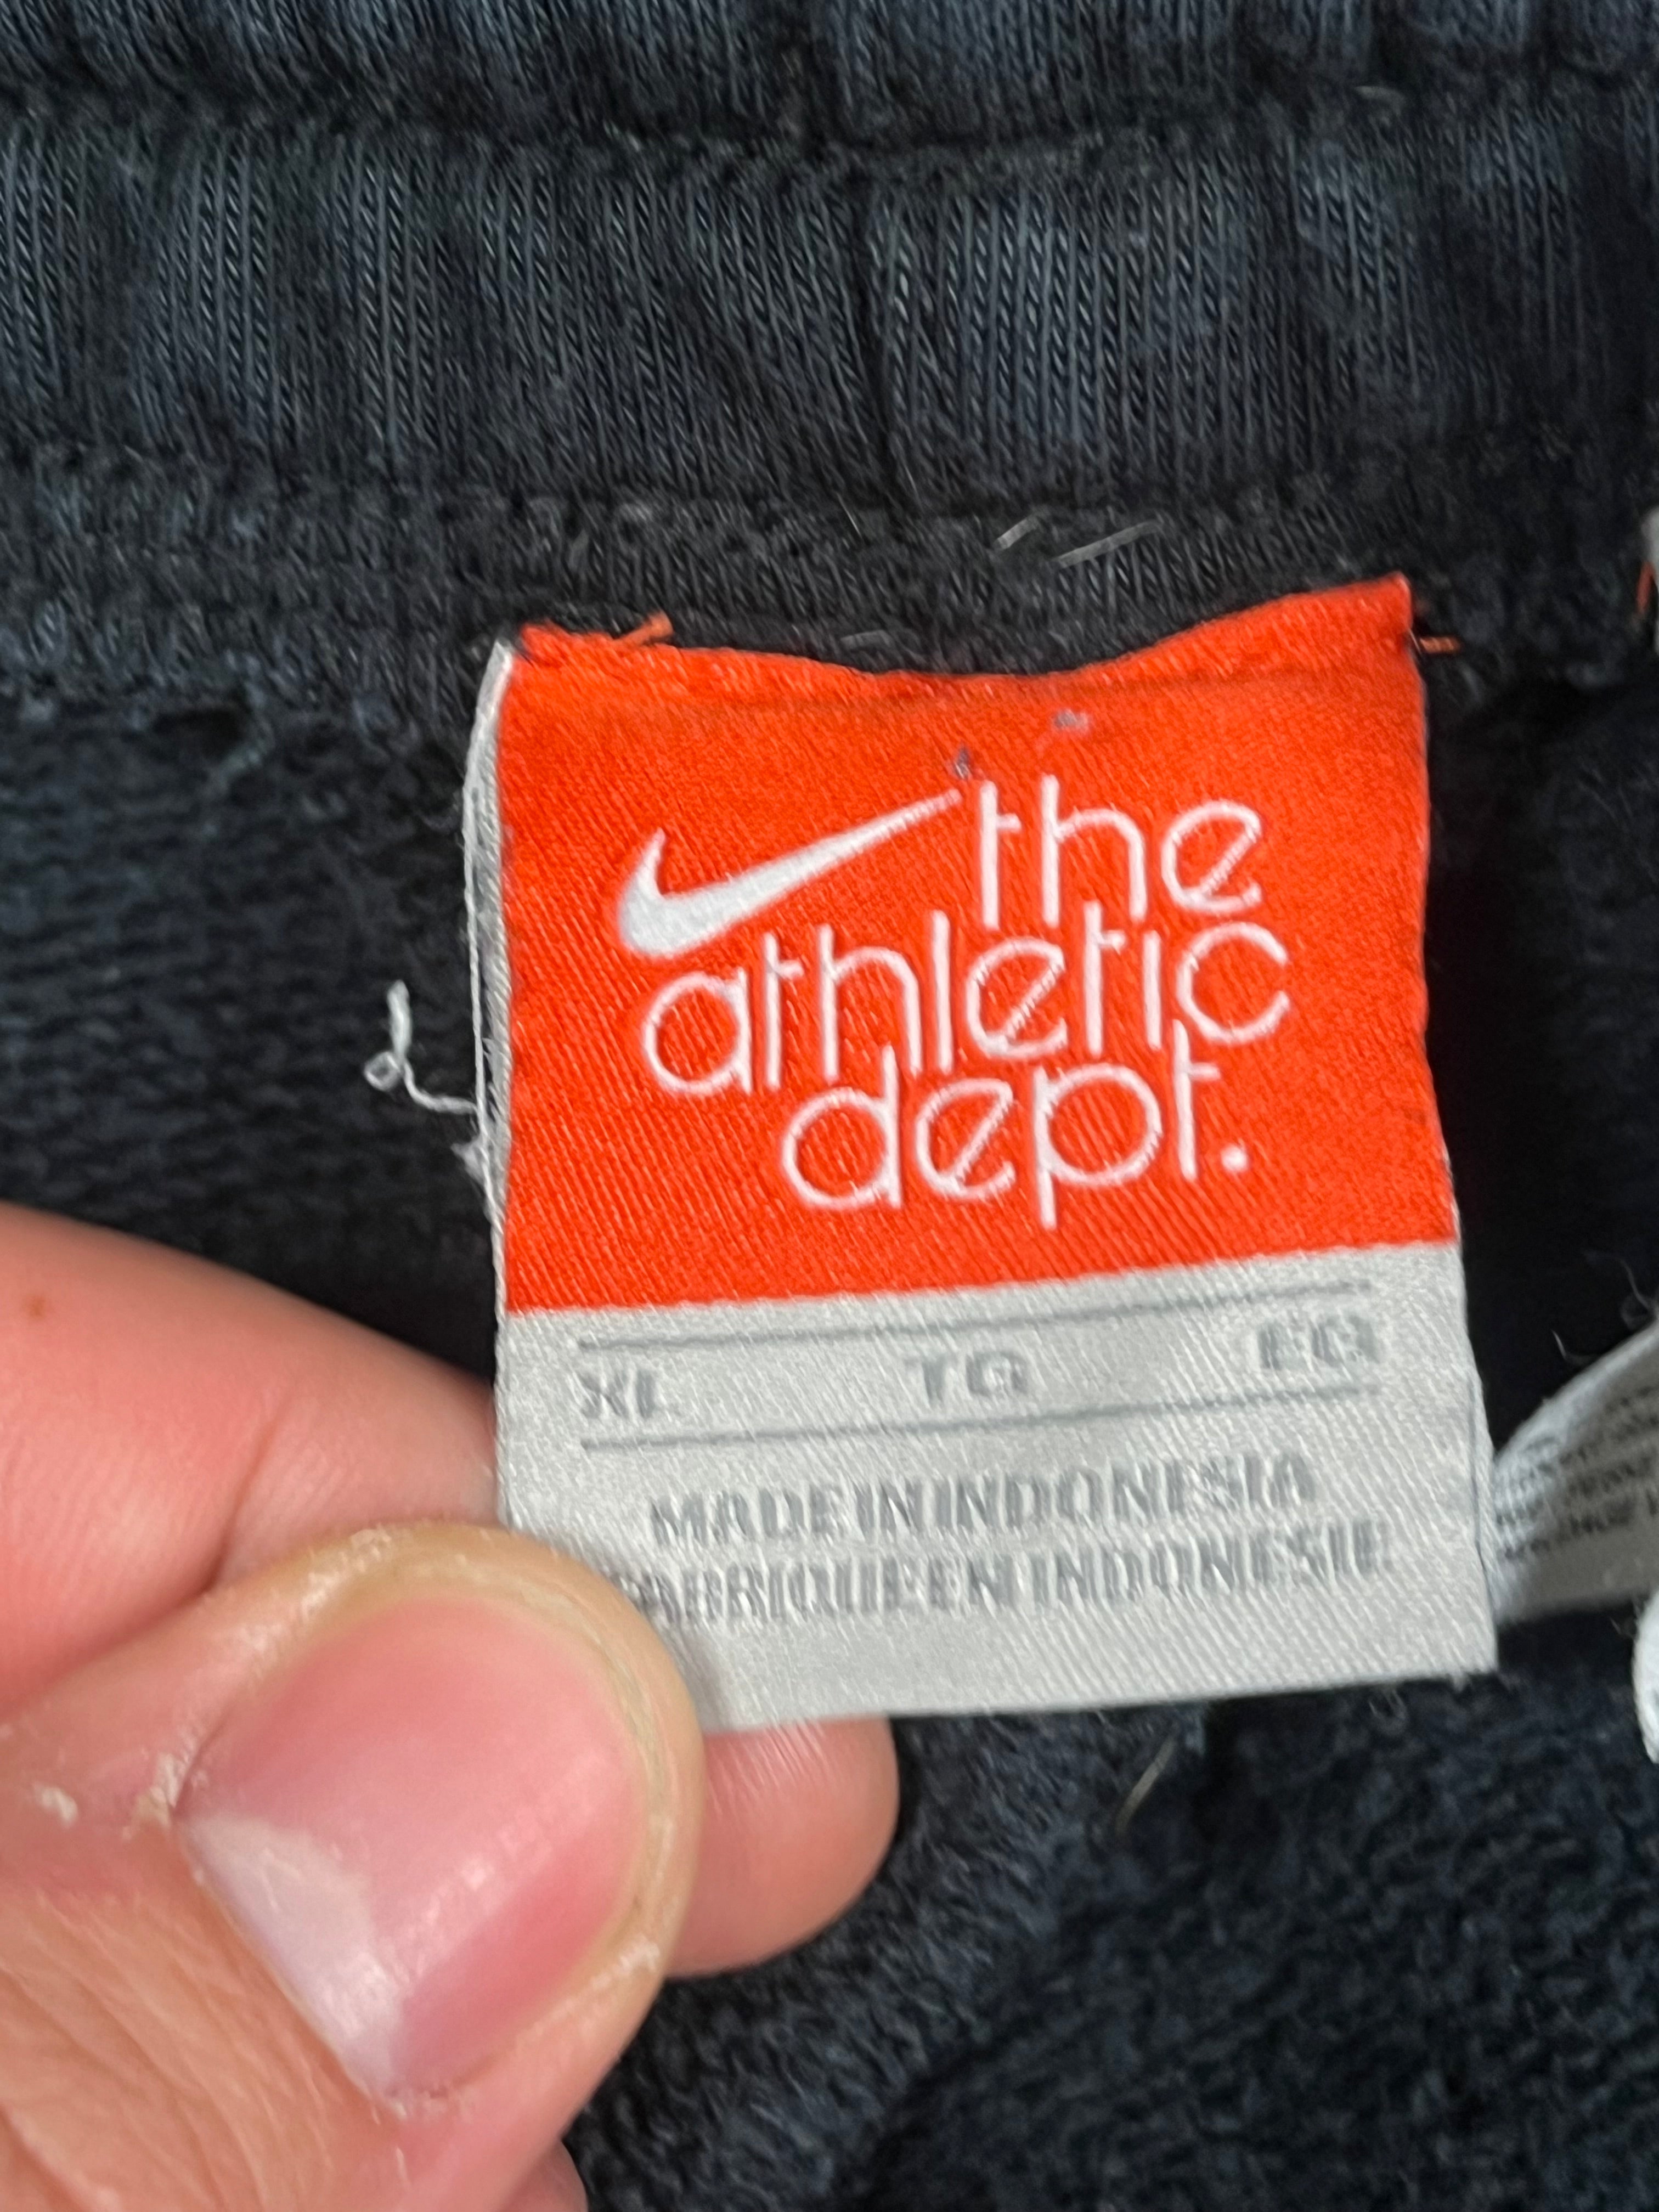 the
athletic
dept.
XL TG EG
MADE IN INDONESIA
FABRIQUE EN INDONESIE